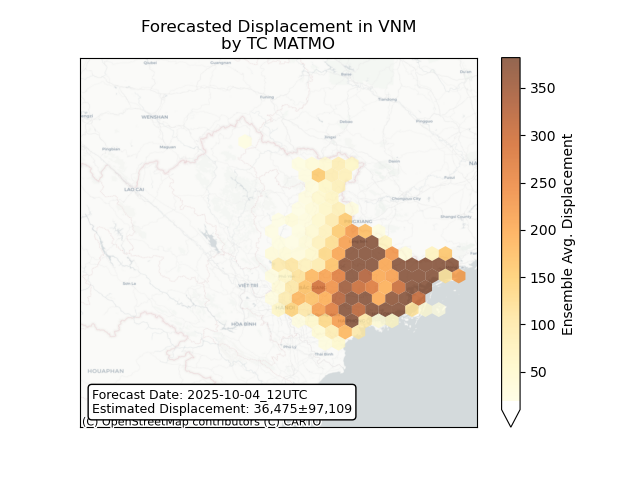 Forecasted Displacement in VNM
by TC MATMO
WENSHAN
LAO CAI
VIET TRI
HOA BINH
HOUAPHAN
350
300
250
200
150
100
50
Ensemble Avg. Displacement
Forecast Date: 2025-10-04_12UTC
Estimated Displacement: 36,475±97,109
(C) OpenStreetMap contributors (C) CARTO